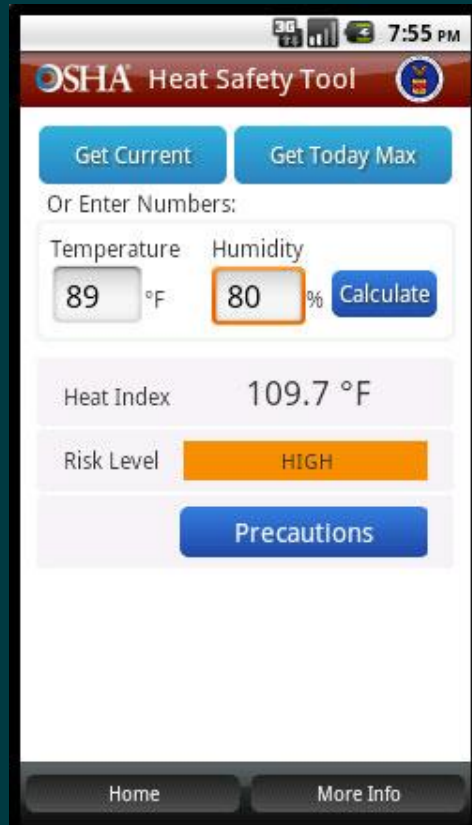 3G 7:55 PM
OSHA Heat Safety Tool
Get Current Get Today Max
Or Enter Numbers:
Temperature Humidity
89 °F 80 % Calculate
Heat Index 109.7 °F
Risk Level HIGH
Precautions
Home More Info